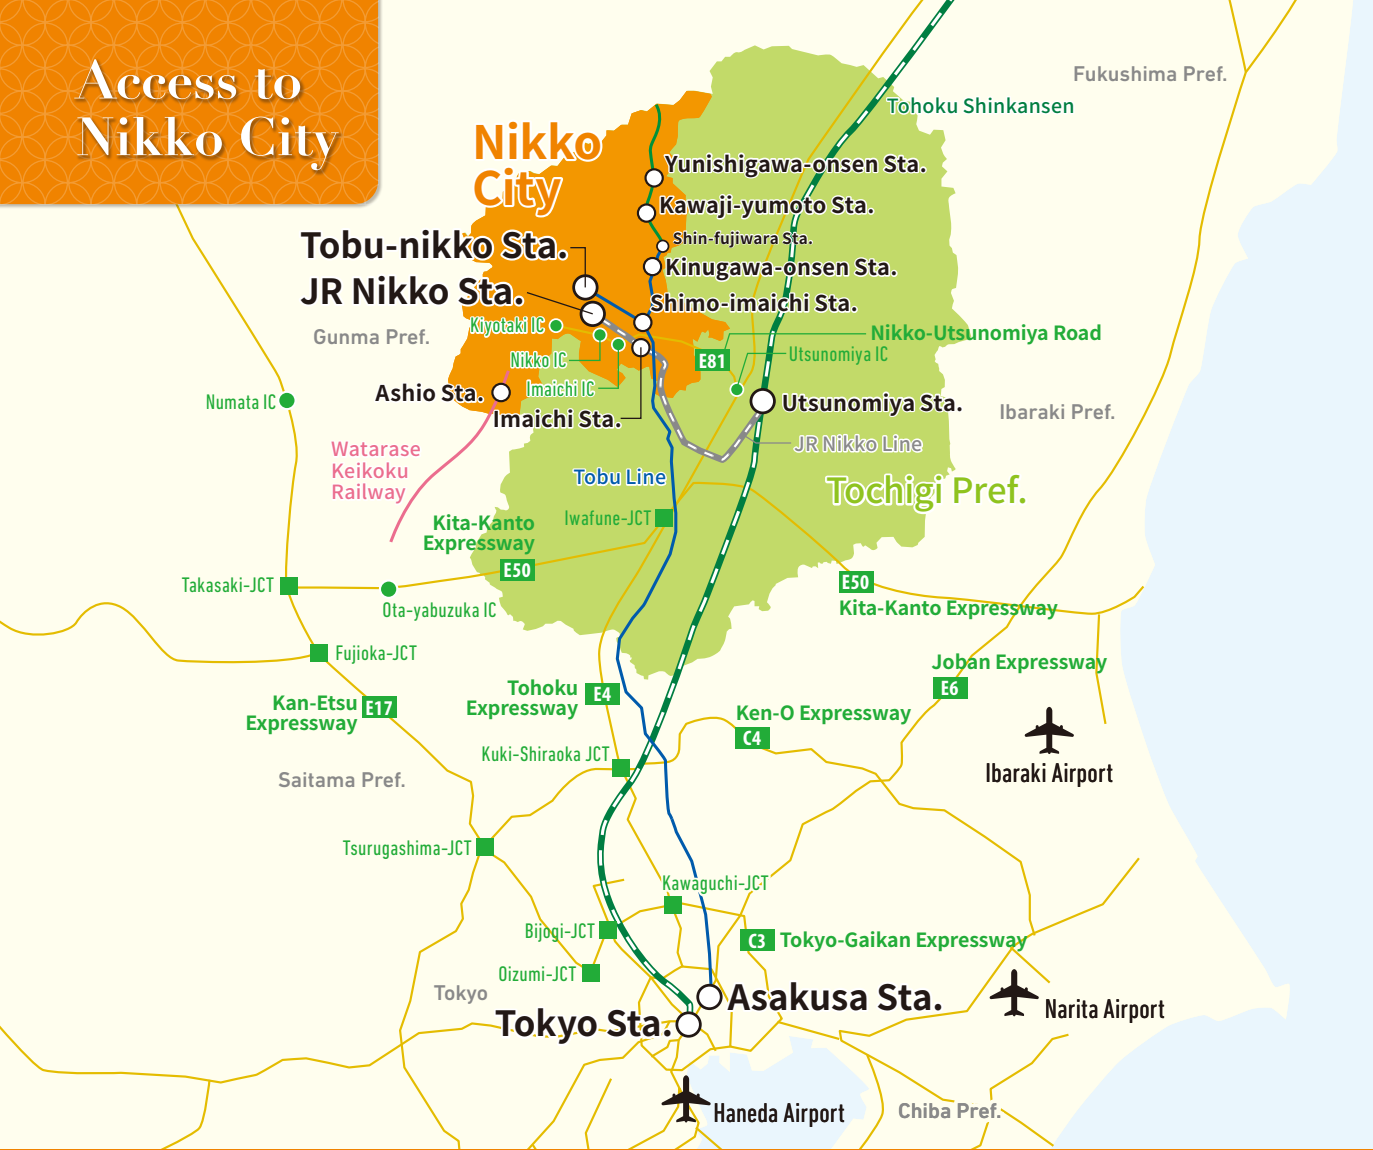 Access to
Nikko City
Fukushima Pref.
Tohoku Shinkansen
Nikko
City
Yunishigawa-onsen Sta.
Kawaji-yumoto Sta.
Shin-fujiwara Sta.
Tobu-nikko Sta.
Kinugawa-onsen Sta.
JR Nikko Sta.
Shimo-imaichi Sta.
Kiyotaki IC
Gunma Pref.
Nikko-Utsunomiya Road
E81
Utsunomiya IC
Nikko IC
Imaichi IC
Ashio Sta.
Numata IC
Utsunomiya Sta.
Ibaraki Pref.
Imaichi Sta.
JR Nikko Line
Watarase
Keikoku
Railway
Tobu Line
Tochigi Pref.
Iwafune-JCT
Kita-Kanto
Expressway
E50
Takasaki-JCT
Ota-yabuzuka IC
E50
Kita-Kanto Expressway
Fujioka-JCT
Joban Expressway
E6
Kan-Etsu
Expressway
E17
Tohoku
Expressway
E4
Ken-O Expressway
C4
Kuki-Shiraoka JCT
Ibaraki Airport
Saitama Pref.
Tsurugashima-JCT
Kawaguchi-JCT
Bijogi-JCT
C3
Tokyo-Gaikan Expressway
Oizumi-JCT
Tokyo
Asakusa Sta.
Narita Airport
Tokyo Sta.
Haneda Airport
Chiba Pref.